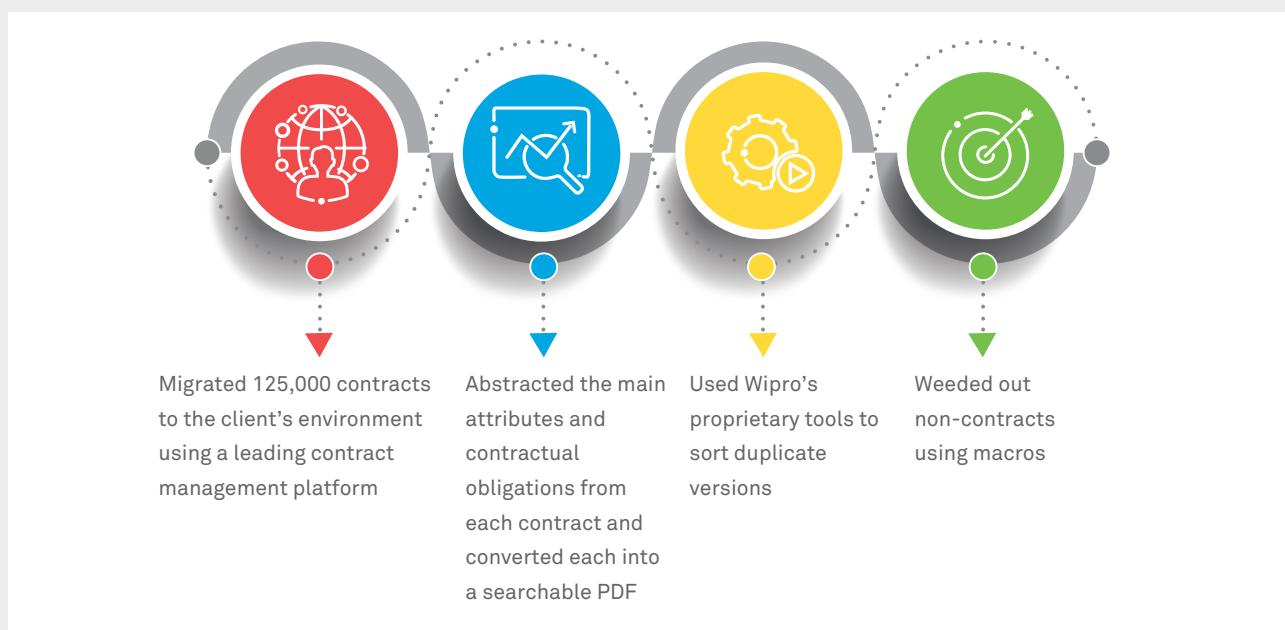 Migrated 125,000 contracts
to the client’s environment
using a leading contract
management platform
Abstracted the main
attributes and
contractual
obligations from
each contract and
converted each into
a searchable PDF
Used Wipro’s
proprietary tools to
sort duplicate
versions
Weeded out
non-contracts
using macros